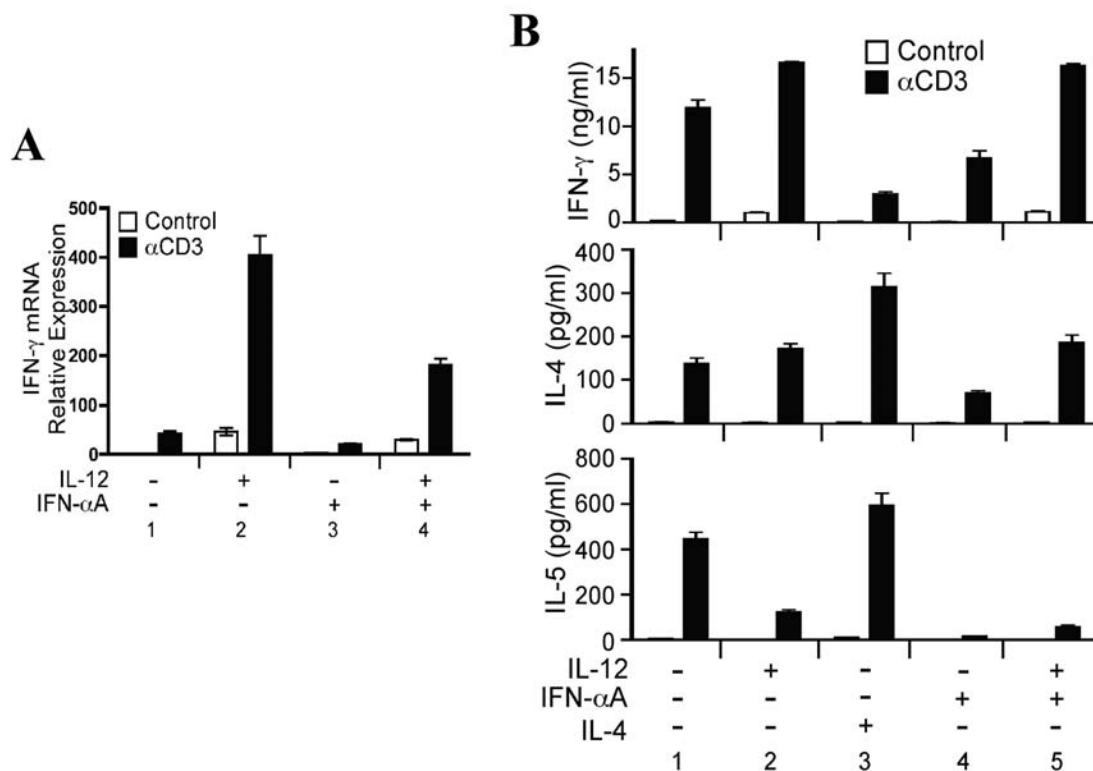 A
IFN-γ mRNA
Relative Expression
500
400
300
200
100
0
Control
αCD3
IL-12 - + - +
IFN-αA - - + +
1 2 3 4
B
Control
αCD3
IFN-γ (ng/ml)
15
10
5
0
IL-4 (pg/ml)
400
300
200
100
0
IL-5 (pg/ml)
800
600
400
200
0
IL-12 - + - - +
IFN-αA - - - + +
IL-4 - - + - -
1 2 3 4 5